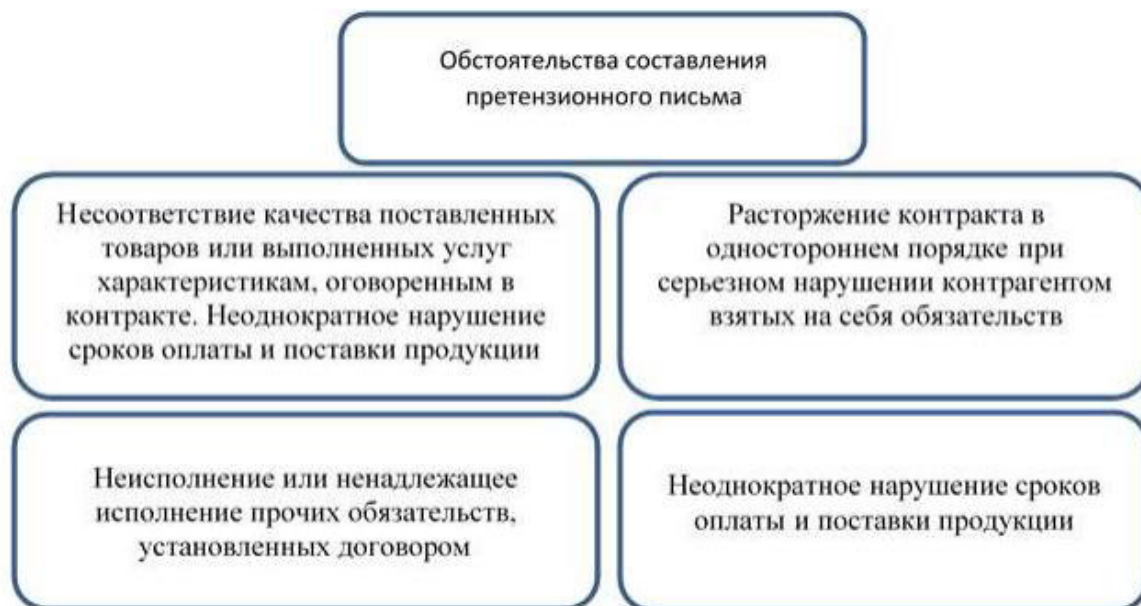 Обстоятельства составления
претензионного письма
Несоответствие качества поставленных
товаров или выполненных услуг
характеристикам, оговоренным в
контракте. Неоднократное нарушение
сроков оплаты и поставки продукции
Расторжение контракта в
одностороннем порядке при
серьезном нарушении контрагентом
взятых на себя обязательств
Неисполнение или ненадлежащее
исполнение прочих обязательств,
установленных договором
Неоднократное нарушение сроков
оплаты и поставки продукции